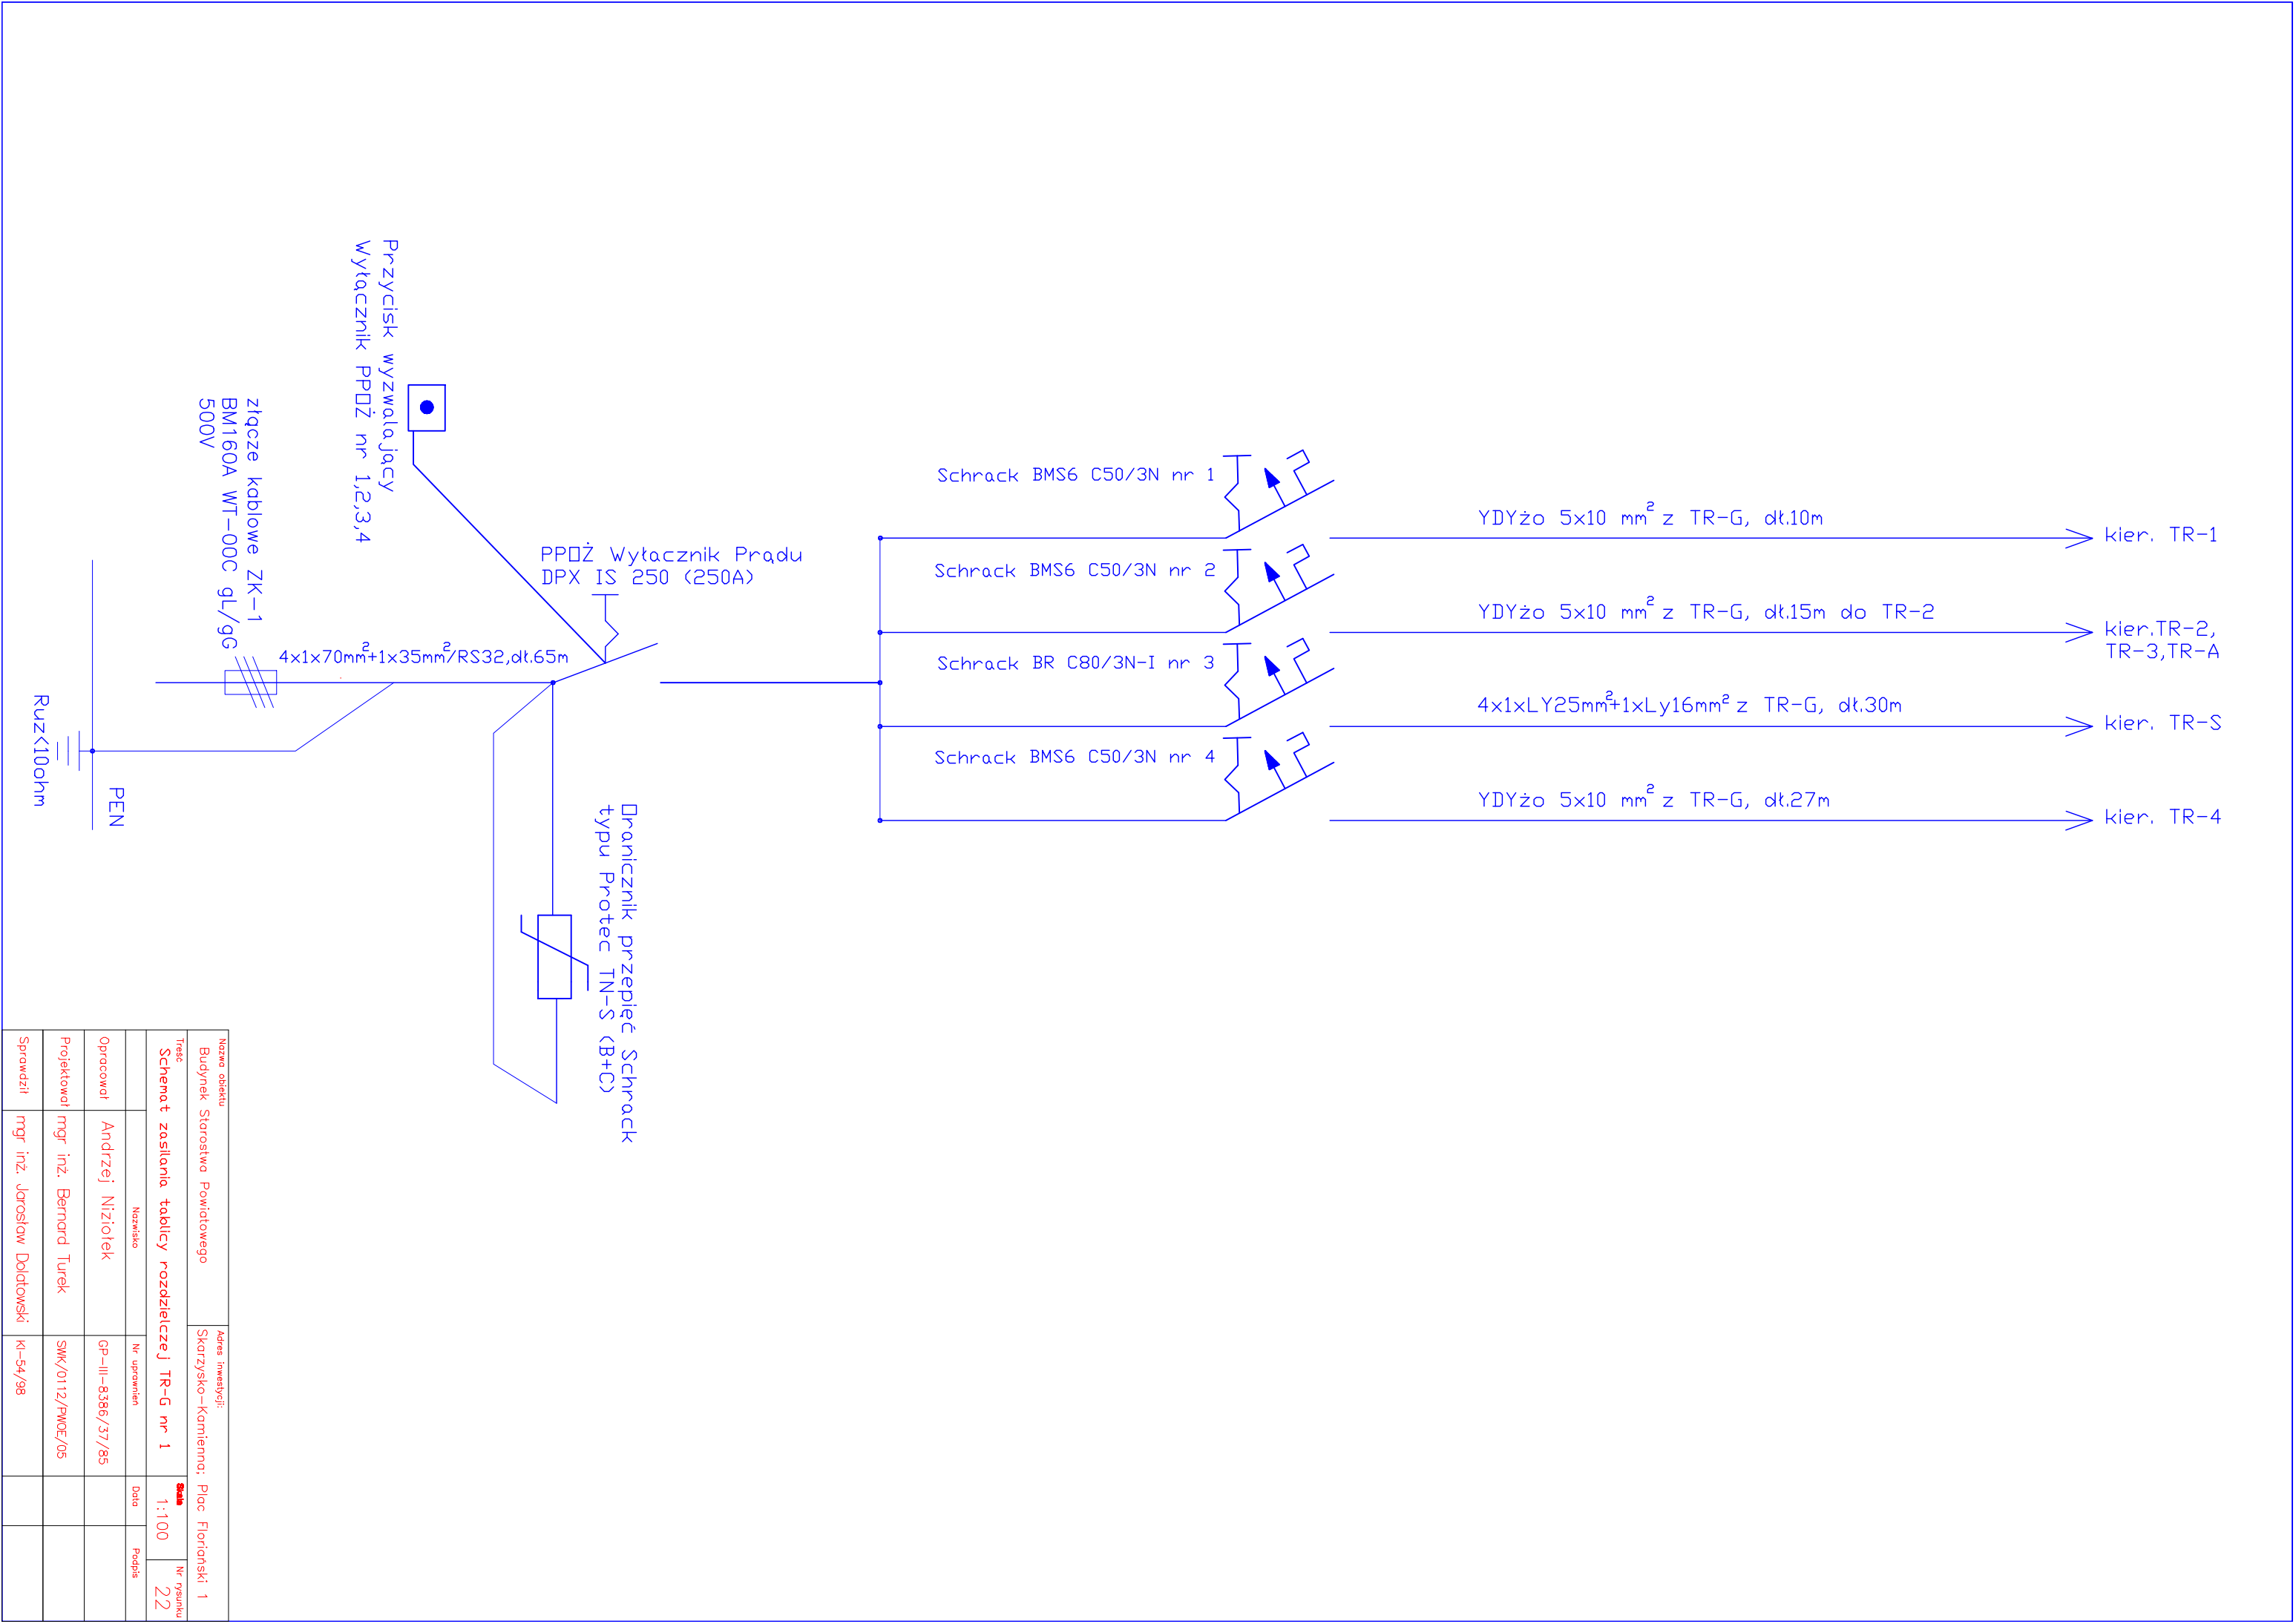 Przycisk wyzwalający
Wyłącznik PPOŻ nr 1,2,3,4
złącze kablowe ZK-1
BM160A WT-00C gL/gG
500V
4x1x70mm²+1x35mm²/RS32,dł.65m
PPOŻ Wyłacznik Prądu
DPX IS 250 (250A)
PEN
Ruz<10ohm
Oranicznik przepięć Schrack
typu Protec TN-S (B+C)
Schrack BMS6 C50/3N nr 1
YDYżo 5x10 mm² z TR-G, dł.10m
kier. TR-1
Schrack BMS6 C50/3N nr 2
YDYżo 5x10 mm² z TR-G, dł.15m do TR-2
kier.TR-2,
TR-3,TR-A
Schrack BR C80/3N-I nr 3
4x1xLY25mm²+1xLy16mm² z TR-G, dł.30m
kier. TR-S
Schrack BMS6 C50/3N nr 4
YDYżo 5x10 mm² z TR-G, dł.27m
kier. TR-4
Nazwa obiektu
Budynek Starostwa Powiatowego
Adres inwestycji:
Skarzysko-Kamienna; Plac Floriański 1
Treść
Schemat zasilania tablicy rozdzielczej TR-G nr 1
Skala
1:100
Nr rysunku
22
Nazwisko
Nr uprawnień
Data
Podpis
Opracował
Andrzej Niziołek
GP-III-8386/37/85
Projektował
mgr inż. Bernard Turek
SWK/0112/PWOE/05
Sprawdził
mgr inż. Jarosław Dolatowski
KI-54/98